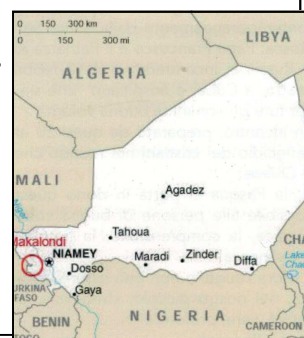 0 150 300 km
0 150 300 mi
LIBYA
ALGERIA
MALI
Agadez
Tahoua
Makalondi
NIAMEY
Maradi
Zinder
Diffa
Dosso
Gaya
BENIN
NIGERIA
CAMEROON